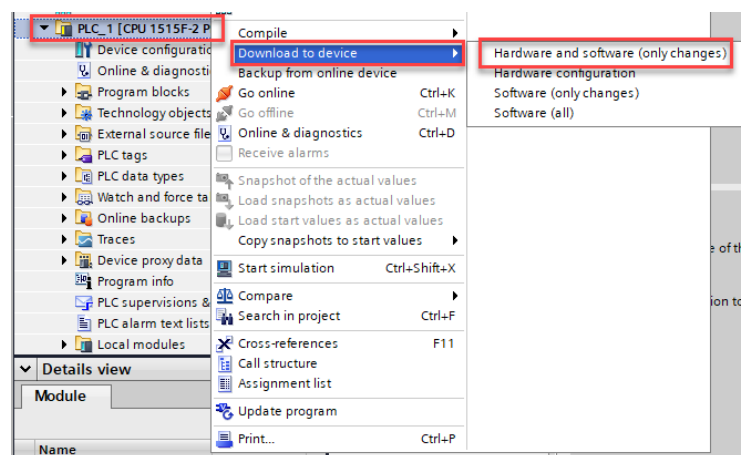 PLC_1 [CPU 1515F-2 P
Device configuratio
Online & diagnosti
Program blocks
Technology objects
External source file
PLC tags
PLC data types
Watch and force ta
Online backups
Traces
Device proxy data
Program info
PLC supervisions &
PLC alarm text lists
Local modules
Details view
Module
Name
Compile
Download to device
Backup from online device
Go online Ctrl+K
Go offline Ctrl+M
Online & diagnostics Ctrl+D
Receive alarms
Snapshot of the actual values
Load snapshots as actual values
Load start values as actual values
Copy snapshots to start values
Start simulation Ctrl+Shift+X
Compare
Search in project Ctrl+F
Cross-references F11
Call structure
Assignment list
Update program
Print... Ctrl+P
Hardware and software (only changes)
Hardware configuration
Software (only changes)
Software (all)
e of th
ion to